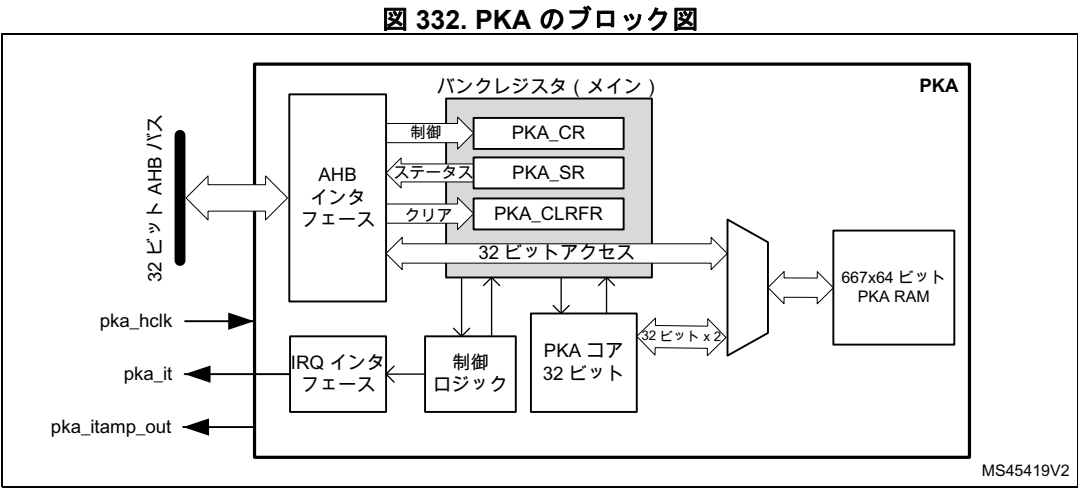 図 332. PKA のブロック図
PKA
バンクレジスタ ( メイン )
32 ビット AHB バス
AHB
インタ
フェース
制御
PKA_CR
ステータス
PKA_SR
クリア
PKA_CLRFR
32 ビットアクセス
667x64 ビット
PKA RAM
pka_hclk
32 ビット x 2
PKA コア
32 ビット
制御
ロジック
IRQ インタ
フェース
pka_it
pka_itamp_out
MS45419V2